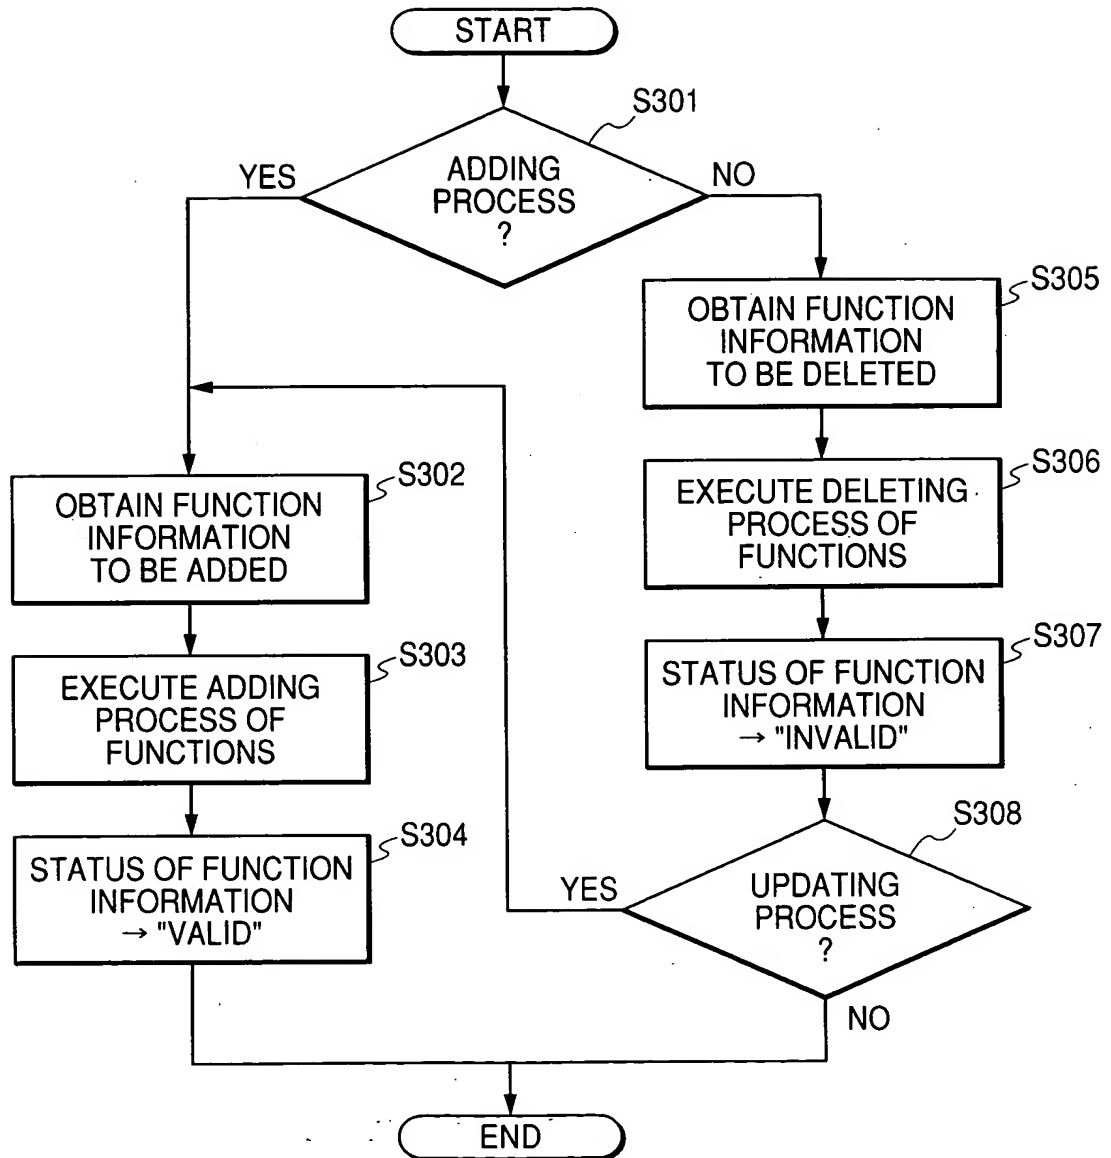 START
S301
ADDING
PROCESS
?
YES
NO
S305
OBTAIN FUNCTION
INFORMATION
TO BE DELETED
S306
EXECUTE DELETING
PROCESS OF
FUNCTIONS
S302
OBTAIN FUNCTION
INFORMATION
TO BE ADDED
S307
STATUS OF FUNCTION
INFORMATION
→ "INVALID"
S303
EXECUTE ADDING
PROCESS OF
FUNCTIONS
S308
UPDATING
PROCESS
?
YES
NO
S304
STATUS OF FUNCTION
INFORMATION
→ "VALID"
END